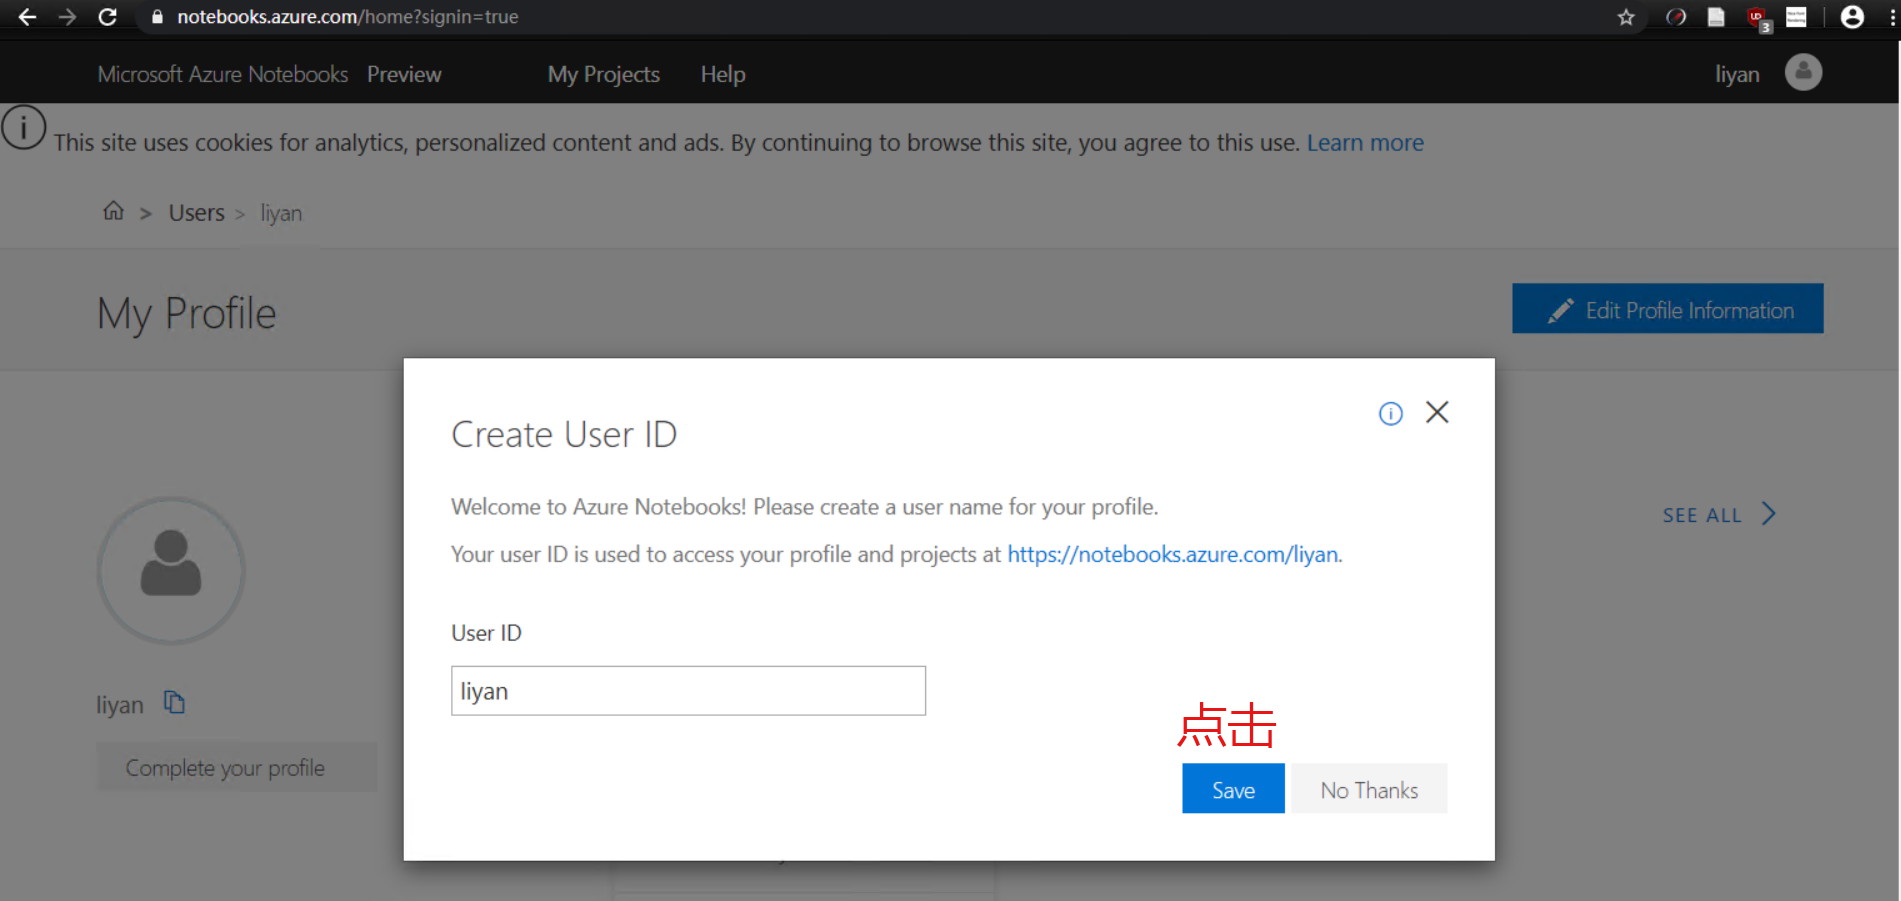 notebooks.azure.com/home?signin=true
3
Microsoft Azure Notebooks Preview My Projects Help liyan
This site uses cookies for analytics, personalized content and ads. By continuing to browse this site, you agree to this use. Learn more
> Users > liyan
My Profile
Edit Profile Information
Create User ID
Welcome to Azure Notebooks! Please create a user name for your profile.
SEE ALL
Your user ID is used to access your profile and projects at https://notebooks.azure.com/liyan.
User ID
liyan
liyan
点击
Complete your profile
Save No Thanks